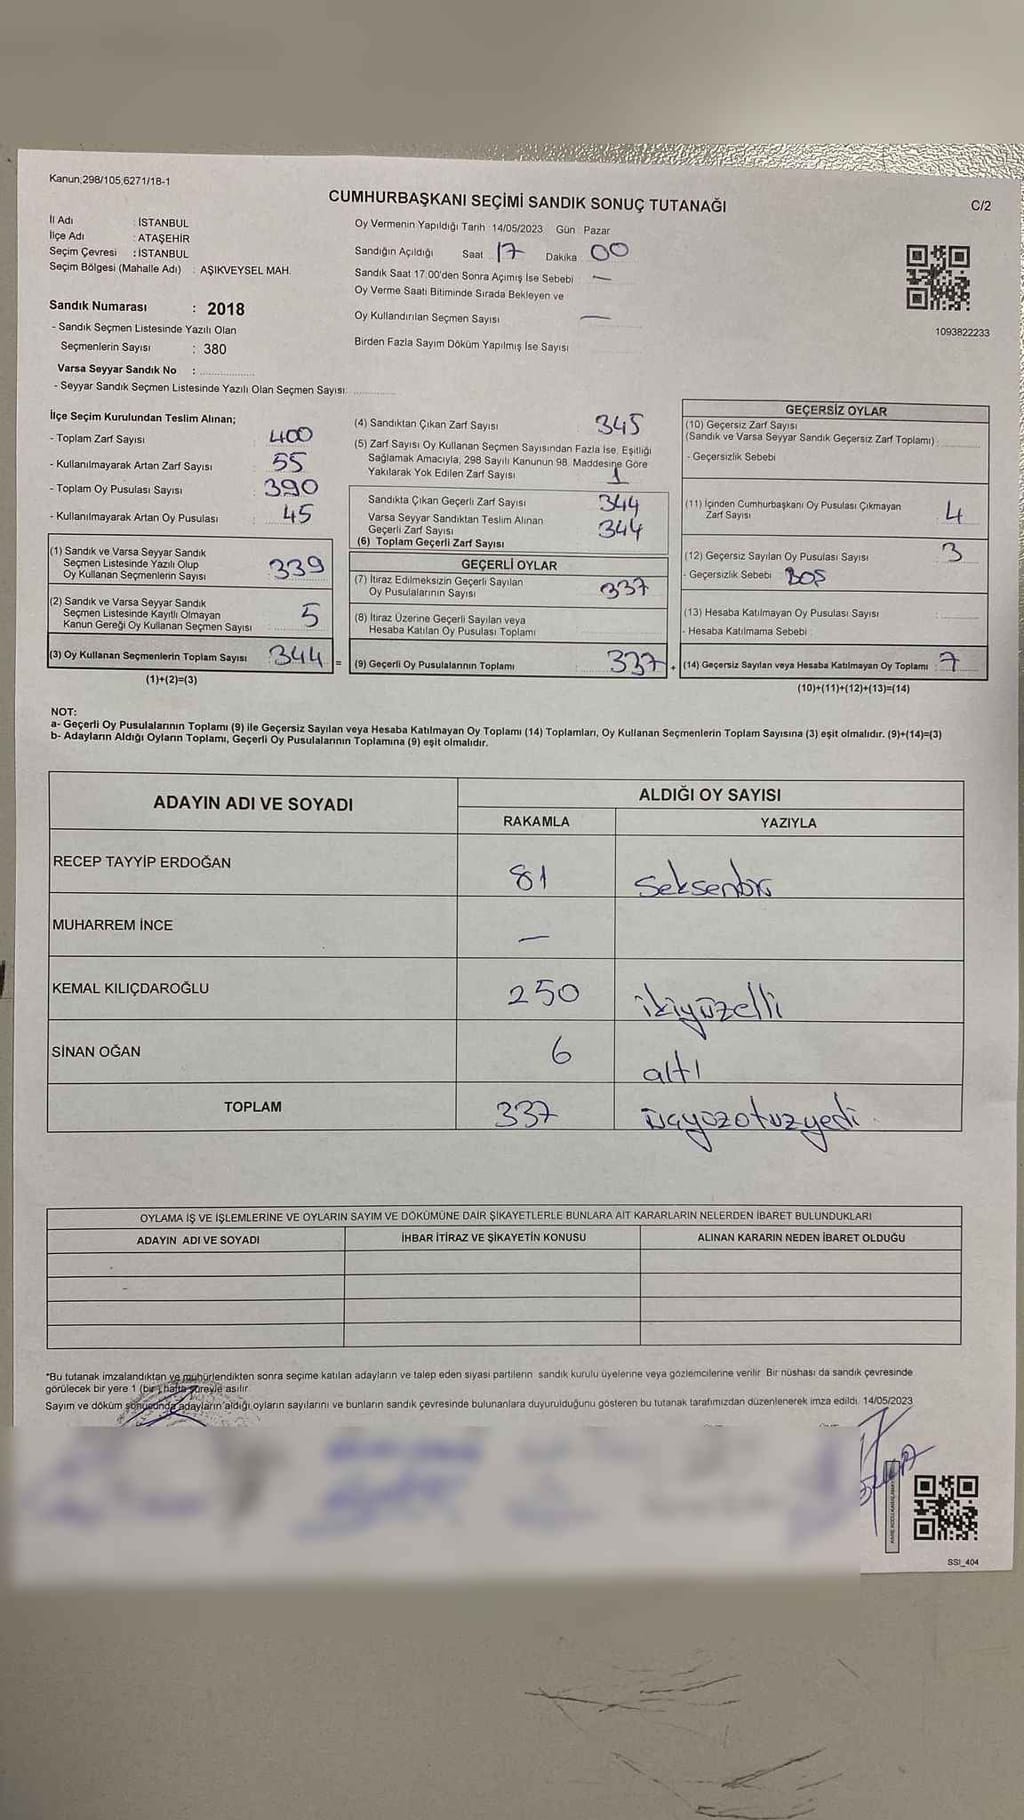 Kanun;298/105,6271/18-1
CUMHURBAŞKANI SEÇİMİ SANDIK SONUÇ TUTANAĞI
C/2
İl Adı : İSTANBUL
İlçe Adı : ATAŞEHİR
Seçim Çevresi : İSTANBUL
Seçim Bölgesi (Mahalle Adı) : AŞIKVEYSEL MAH.
Sandık Numarası : 2018
- Sandık Seçmen Listesinde Yazılı Olan
Seçmenlerin Sayısı : 380
Varsa Seyyar Sandık No :
- Seyyar Sandık Seçmen Listesinde Yazılı Olan Seçmen Sayısı:
Oy Vermenin Yapıldığı Tarih 14/05/2023 Gün Pazar
Sandığın Açıldığı Saat 17 Dakika 00
Sandık Saat 17:00'den Sonra Açımış İse Sebebi —
Oy Verme Saati Bitiminde Sırada Bekleyen ve
Oy Kullandırılan Seçmen Sayısı —
Birden Fazla Sayım Döküm Yapılmış İse Sayısı
1093822233
İlçe Seçim Kurulundan Teslim Alınan;
- Toplam Zarf Sayısı 400
- Kullanılmayarak Artan Zarf Sayısı 55
- Toplam Oy Pusulası Sayısı 390
- Kullanılmayarak Artan Oy Pusulası 45
(1) Sandık ve Varsa Seyyar Sandık
Seçmen Listesinde Yazılı Olup
Oy Kullanan Seçmenlerin Sayısı 339
(2) Sandık ve Varsa Seyyar Sandık
Seçmen Listesinde Kayıtlı Olmayan
Kanun Gereği Oy Kullanan Seçmen Sayısı 5
(3) Oy Kullanan Seçmenlerin Toplam Sayısı 344 =
(1)+(2)=(3)
(4) Sandıktan Çıkan Zarf Sayısı 345
(5) Zarf Sayısı Oy Kullanan Seçmen Sayısından Fazla İse, Eşitliği
Sağlamak Amacıyla, 298 Sayılı Kanunun 98. Maddesine Göre
Yakılarak Yok Edilen Zarf Sayısı 1
Sandıkta Çıkan Geçerli Zarf Sayısı 344
Varsa Seyyar Sandıktan Teslim Alınan
Geçerli Zarf Sayısı 344
(6) Toplam Geçerli Zarf Sayısı
GEÇERLİ OYLAR
(7) İtiraz Edilmeksizin Geçerli Sayılan
Oy Pusulalarının Sayısı 337
(8) İtiraz Üzerine Geçerli Sayılan veya
Hesaba Katılan Oy Pusulası Toplamı
(9) Geçerli Oy Pusulalarının Toplamı 337 +
GEÇERSİZ OYLAR
(10) Geçersiz Zarf Sayısı
(Sandık ve Varsa Seyyar Sandık Geçersiz Zarf Toplamı) :
- Geçersizlik Sebebi
(11) İçinden Cumhurbaşkanı Oy Pusulası Çıkmayan
Zarf Sayısı 4
(12) Geçersiz Sayılan Oy Pusulası Sayısı 3
- Geçersizlik Sebebi BOŞ
(13) Hesaba Katılmayan Oy Pusulası Sayısı
- Hesaba Katılmama Sebebi
(14) Geçersiz Sayılan veya Hesaba Katılmayan Oy Toplamı : 7
(10)+(11)+(12)+(13)=(14)
NOT:
a- Geçerli Oy Pusulalarının Toplamı (9) ile Geçersiz Sayılan veya Hesaba Katılmayan Oy Toplamı (14) Toplamları, Oy Kullanan Seçmenlerin Toplam Sayısına (3) eşit olmalıdır. (9)+(14)=(3)
b- Adayların Aldığı Oyların Toplamı, Geçerli Oy Pusulalarının Toplamına (9) eşit olmalıdır.
ADAYIN ADI VE SOYADI
ALDIĞI OY SAYISI
RAKAMLA YAZIYLA
RECEP TAYYİP ERDOĞAN 81 Seksenbir
MUHARREM İNCE —
KEMAL KILIÇDAROĞLU 250 ikiyüzelli
SİNAN OĞAN 6 altı
TOPLAM 337 üçyüzotuzyedi
OYLAMA İŞ VE İŞLEMLERİNE VE OYLARIN SAYIM VE DÖKÜMÜNE DAİR ŞİKAYETLERLE BUNLARA AİT KARARLARIN NELERDEN İBARET BULUNDUKLARI
ADAYIN ADI VE SOYADI İHBAR İTİRAZ VE ŞİKAYETİN KONUSU ALINAN KARARIN NEDEN İBARET OLDUĞU
*Bu tutanak imzalandıktan ve mühürlendikten sonra seçime katılan adayların ve talep eden siyasi partilerin sandık kurulu üyelerine veya gözlemcilerine verilir. Bir nüshası da sandık çevresinde
görülecek bir yere 1 (bir) hafta süreyle asılır.
Sayım ve döküm sonucunda adayların aldığı oyların sayılarını ve bunların sandık çevresinde bulunanlara duyurulduğunu gösteren bu tutanak tarafımızdan düzenlenerek imza edildi. 14/05/2023
SSI_404